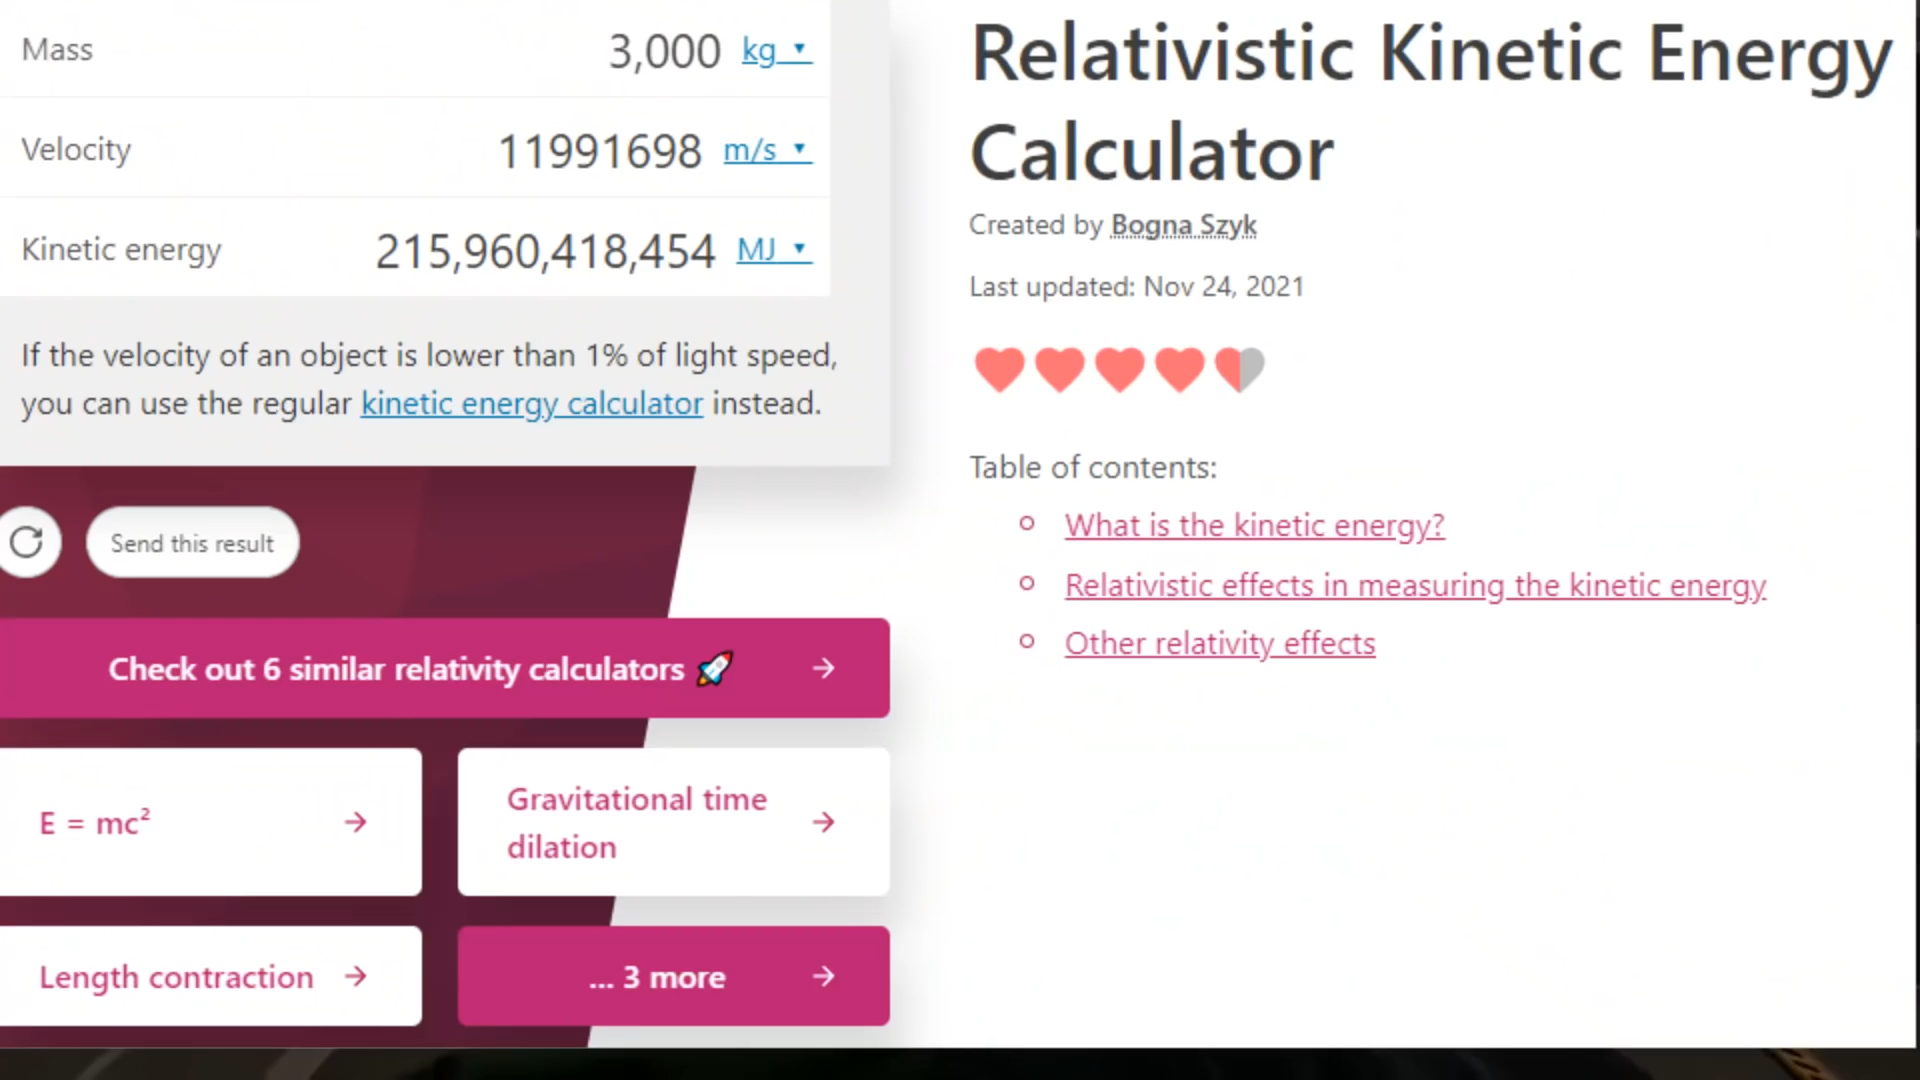 Mass 3,000 kg
Velocity 11991698 m/s
Kinetic energy 215,960,418,454 MJ
If the velocity of an object is lower than 1% of light speed,
you can use the regular kinetic energy calculator instead.
Send this result
Check out 6 similar relativity calculators 🚀
E = mc²
Gravitational time
dilation
Length contraction
... 3 more
Relativistic Kinetic Energy
Calculator
Created by Bogna Szyk
Last updated: Nov 24, 2021
Table of contents:
What is the kinetic energy?
Relativistic effects in measuring the kinetic energy
Other relativity effects